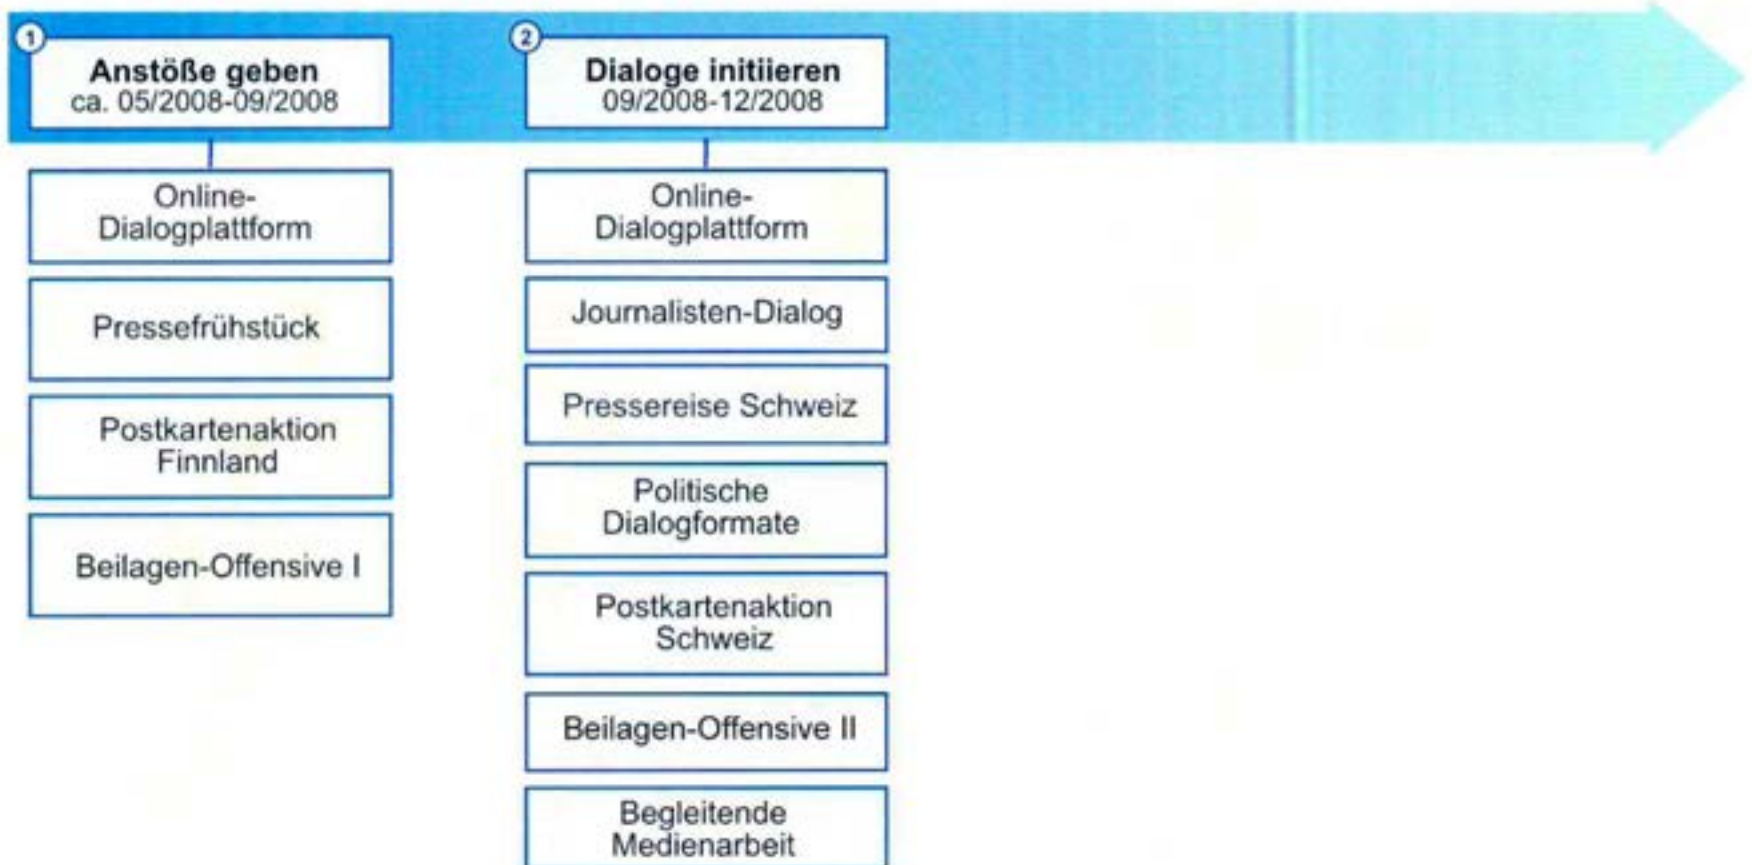 1
Anstöße geben
ca. 05/2008-09/2008
Online-
Dialogplattform
Pressefrühstück
Postkartenaktion
Finnland
Beilagen-Offensive I
2
Dialoge initiieren
09/2008-12/2008
Online-
Dialogplattform
Journalisten-Dialog
Pressereise Schweiz
Politische
Dialogformate
Postkartenaktion
Schweiz
Beilagen-Offensive II
Begleitende
Medienarbeit